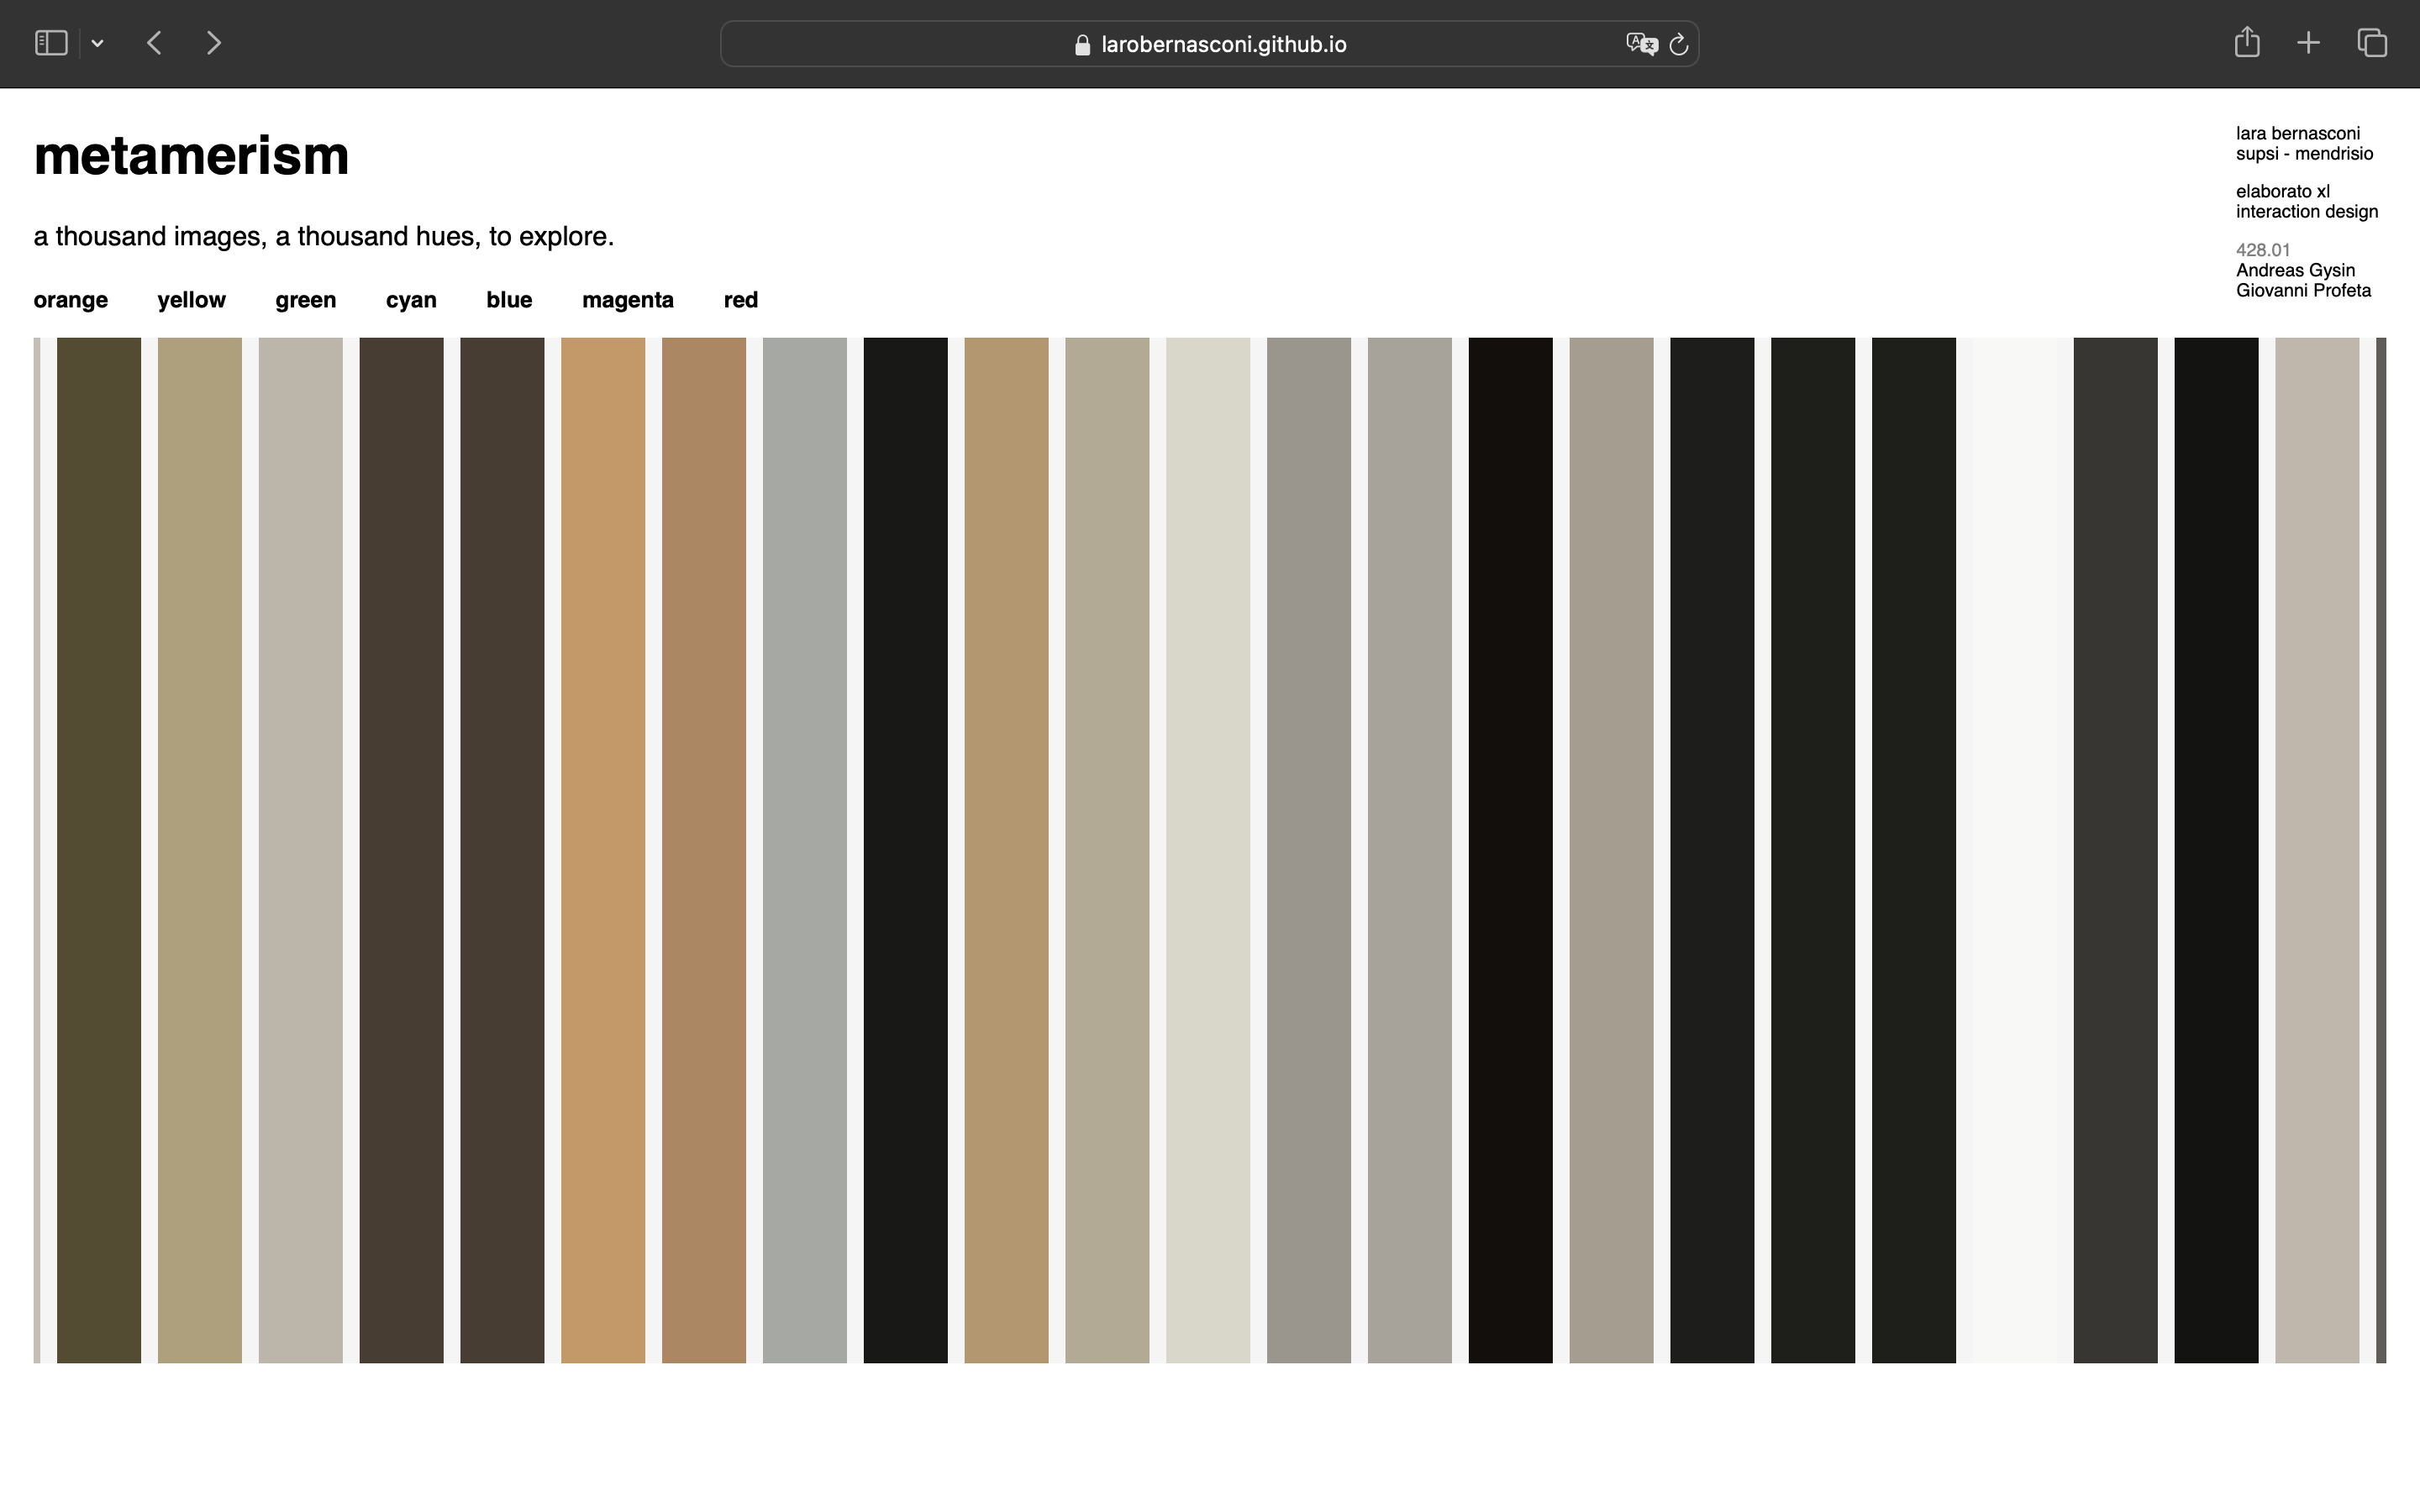 larobernasconi.github.io
metamerism
a thousand images, a thousand hues, to explore.
orange yellow green cyan blue magenta red
lara bernasconi
supsi - mendrisio
elaborato xl
interaction design
428.01
Andreas Gysin
Giovanni Profeta